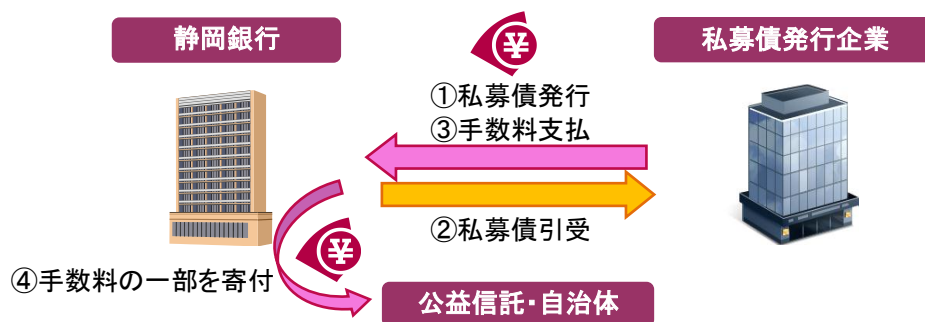 静岡銀行
私募債発行企業
¥
①私募債発行
③手数料支払
②私募債引受
¥
④手数料の一部を寄付
公益信託・自治体